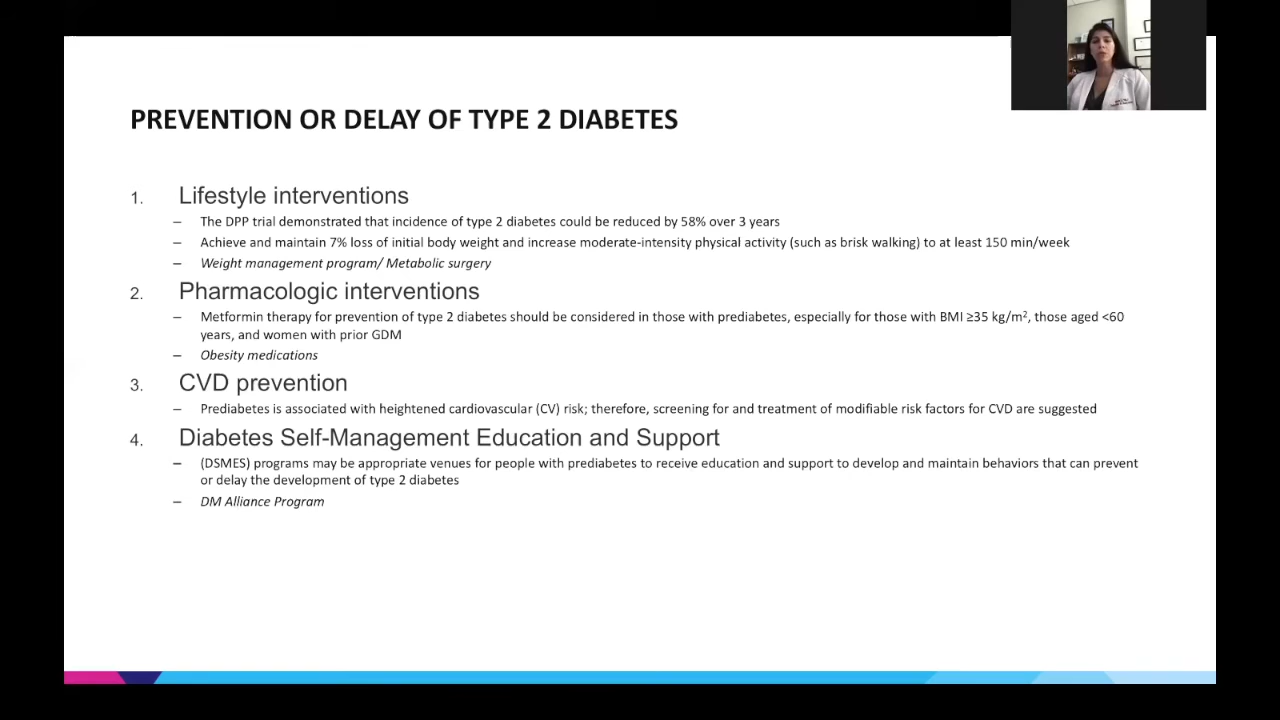 PREVENTION OR DELAY OF TYPE 2 DIABETES
1. Lifestyle interventions
– The DPP trial demonstrated that incidence of type 2 diabetes could be reduced by 58% over 3 years
– Achieve and maintain 7% loss of initial body weight and increase moderate-intensity physical activity (such as brisk walking) to at least 150 min/week
– Weight management program/ Metabolic surgery
2. Pharmacologic interventions
– Metformin therapy for prevention of type 2 diabetes should be considered in those with prediabetes, especially for those with BMI ≥35 kg/m², those aged <60
years, and women with prior GDM
– Obesity medications
3. CVD prevention
– Prediabetes is associated with heightened cardiovascular (CV) risk; therefore, screening for and treatment of modifiable risk factors for CVD are suggested
4. Diabetes Self-Management Education and Support
– (DSMES) programs may be appropriate venues for people with prediabetes to receive education and support to develop and maintain behaviors that can prevent
or delay the development of type 2 diabetes
– DM Alliance Program